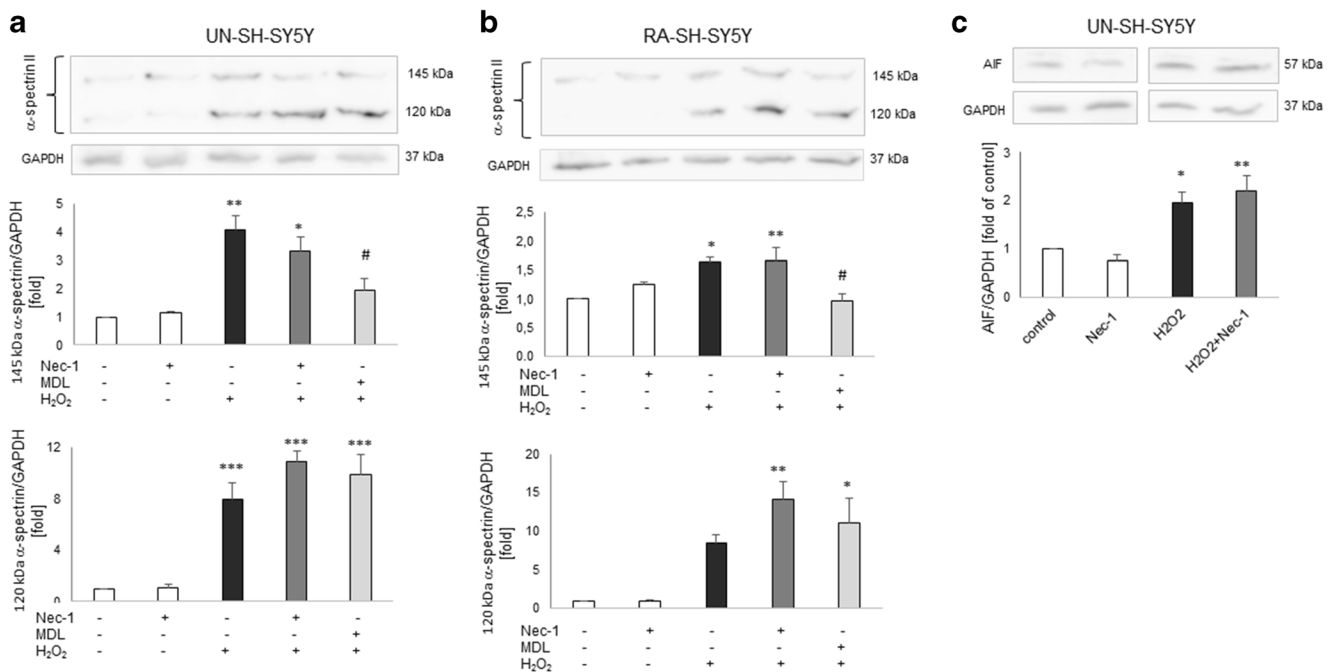 a
UN-SH-SY5Y
α-spectrin II
145 kDa
120 kDa
GAPDH
37 kDa
145 kDa α-spectrin/GAPDH
[fold]
5
4
3
2
1
0
**
*
#
Nec-1 - + - + -
MDL - - - - +
H₂O₂ - - + + +
120 kDa α-spectrin/GAPDH
[fold]
12
8
4
0
***
***
***
Nec-1 - + - + -
MDL - - - - +
H₂O₂ - - + + +
b
RA-SH-SY5Y
α-spectrin II
145 kDa
120 kDa
GAPDH
37 kDa
145 kDa α-spectrin/GAPDH
[fold]
2,5
2,0
1,5
1,0
0,5
0.0
*
**
#
Nec-1 - + - + -
MDL - - - - +
H₂O₂ - - + + +
120 kDa α-spectrin/GAPDH
[fold]
20
15
10
5
0
**
*
Nec-1 - + - + -
MDL - - - - +
H₂O₂ - - + + +
c
UN-SH-SY5Y
AIF
57 kDa
GAPDH
37 kDa
AIF/GAPDH [fold of control]
3
2
1
0
*
**
control
Nec-1
H2O2
H2O2+Nec-1